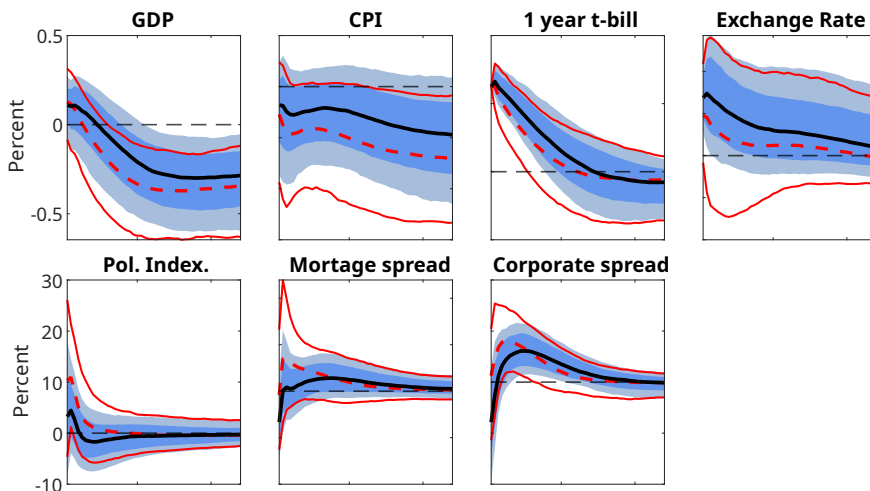 GDP
CPI
1 year t-bill
Exchange Rate
Percent
0.5
0
-0.5
Pol. Index.
Mortage spread
Corporate spread
Percent
30
20
10
0
-10